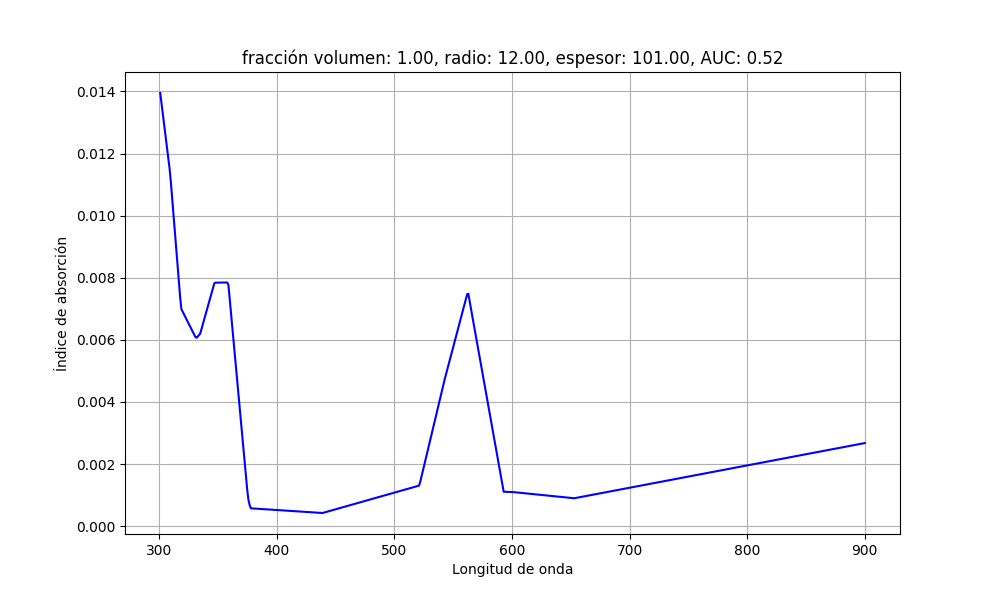 fracción volumen: 1.00, radio: 12.00, espesor: 101.00, AUC: 0.52
0.014
0.012
0.010
0.008
0.006
0.004
0.002
0.000
Índice de absorción
300 400 500 600 700 800 900
Longitud de onda